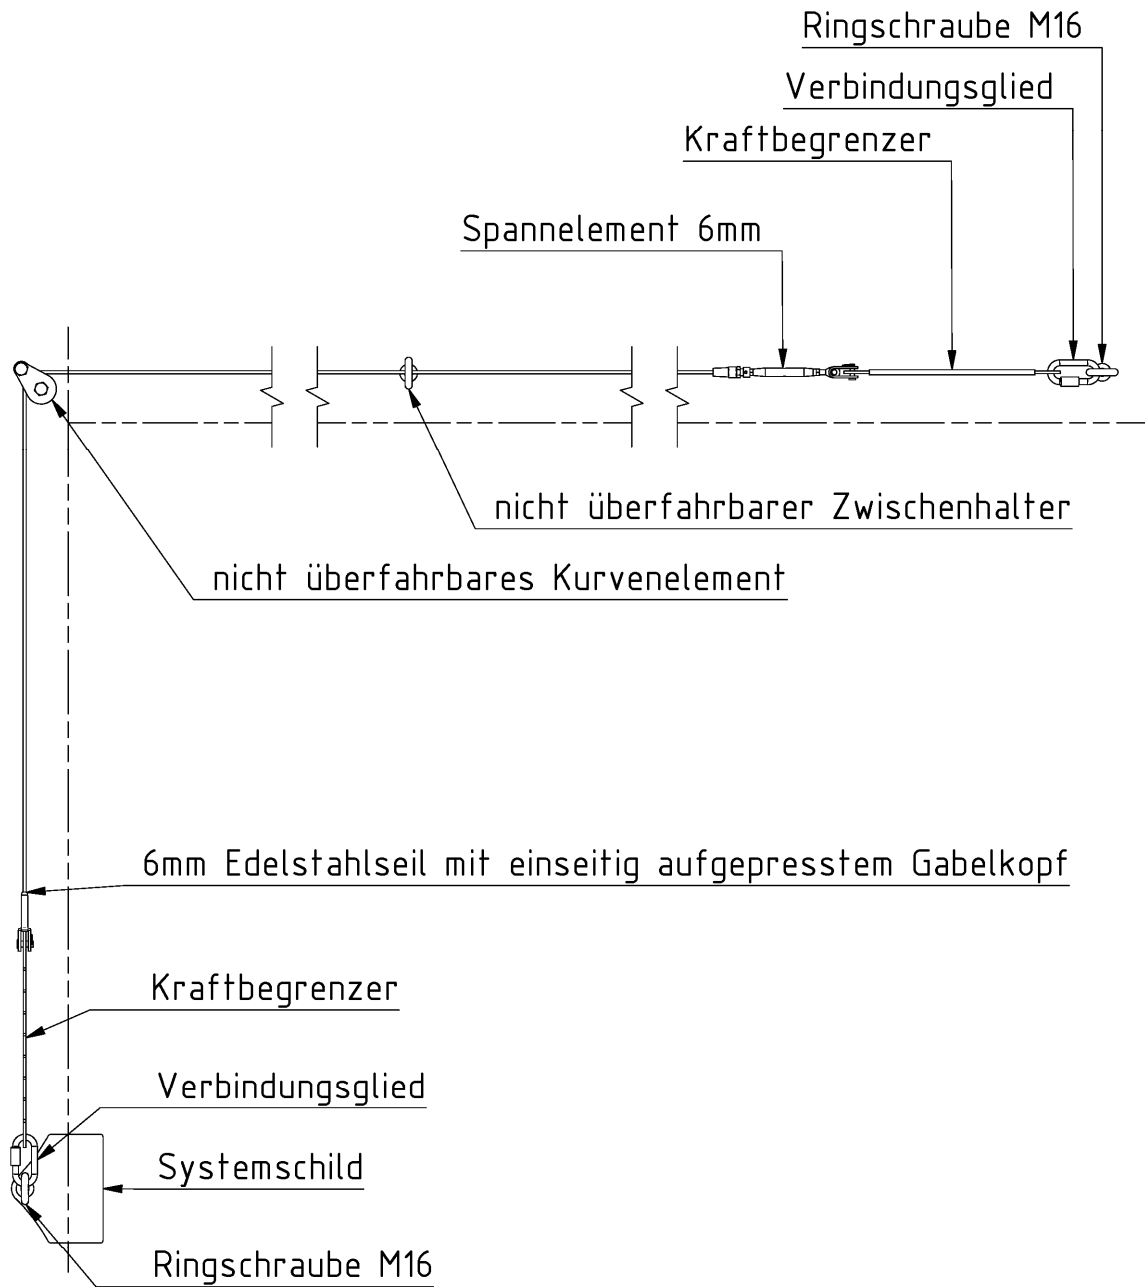 Ringschraube M16
Verbindungsglied
Kraftbegrenzer
Spannelement 6mm
nicht überfahrbarer Zwischenhalter
nicht überfahrbares Kurvenelement
6mm Edelstahlseil mit einseitig aufgepresstem Gabelkopf
Kraftbegrenzer
Verbindungsglied
Systemschild
Ringschraube M16